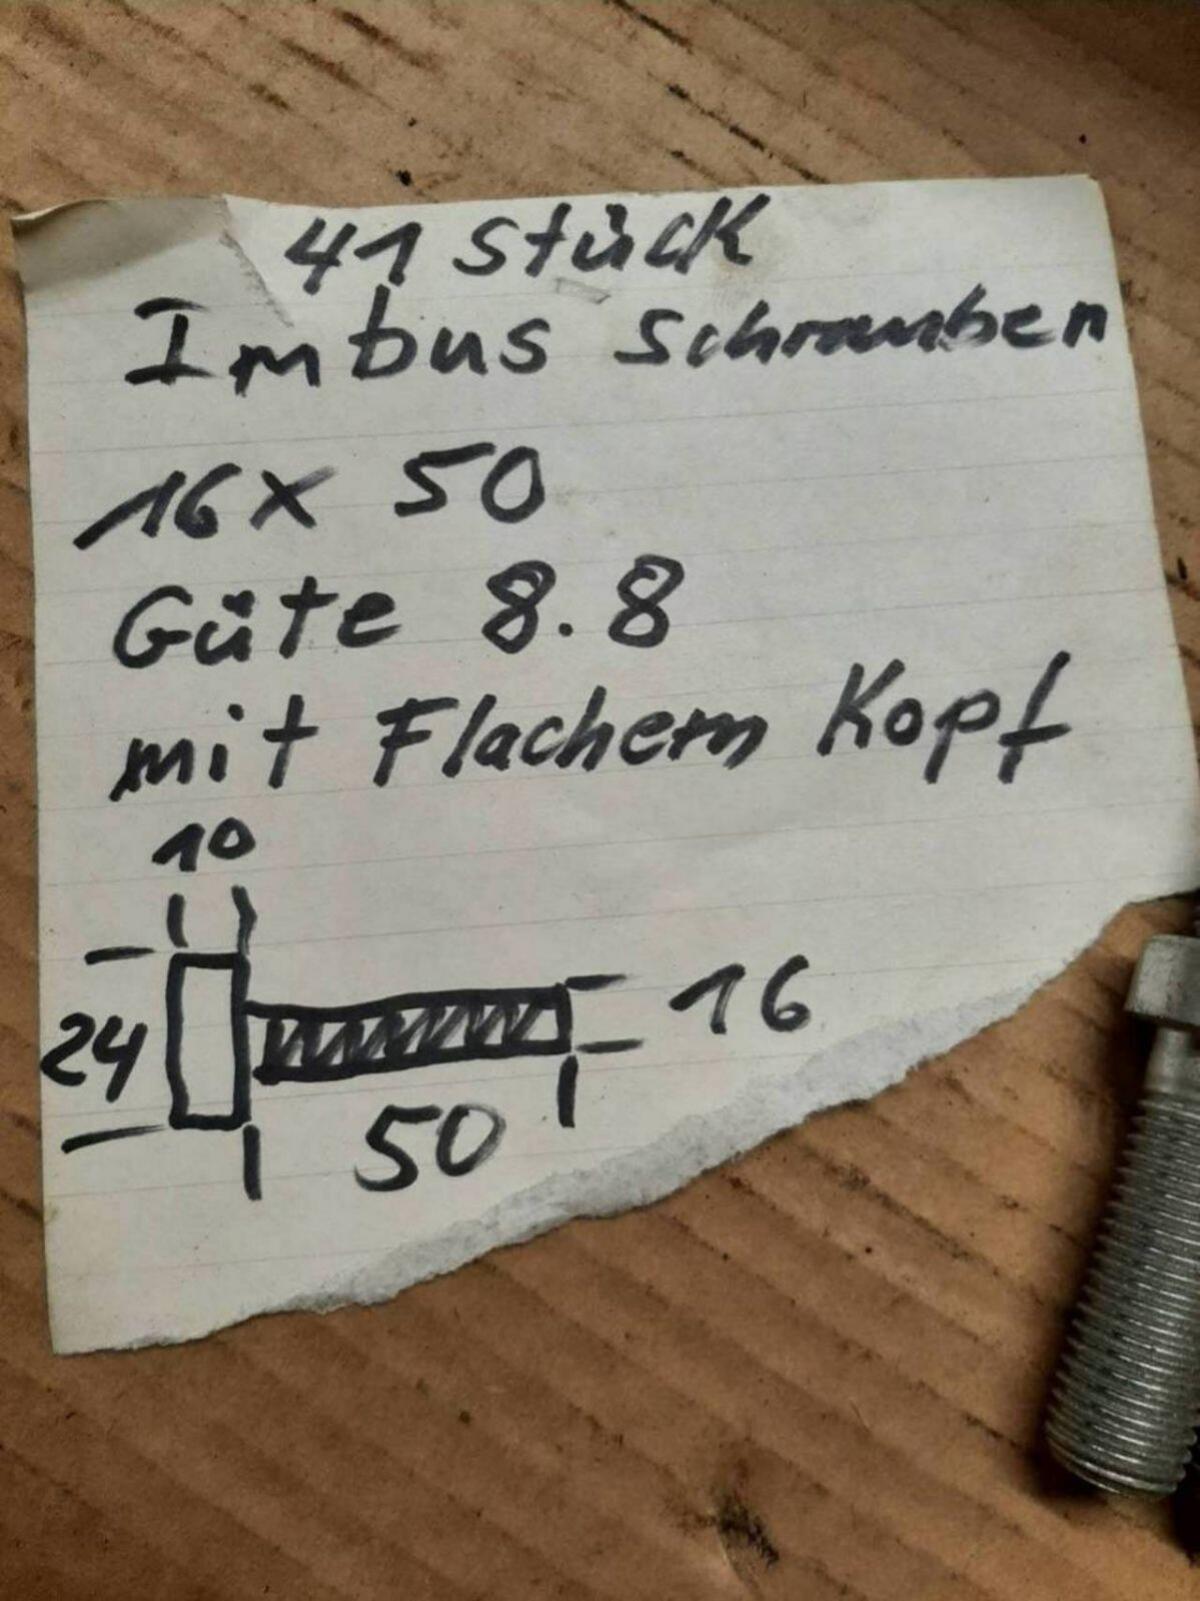 41 Stück
Imbus Schrauben
16x 50
Güte 8.8
mit Flachem Kopf
10
24
16
50